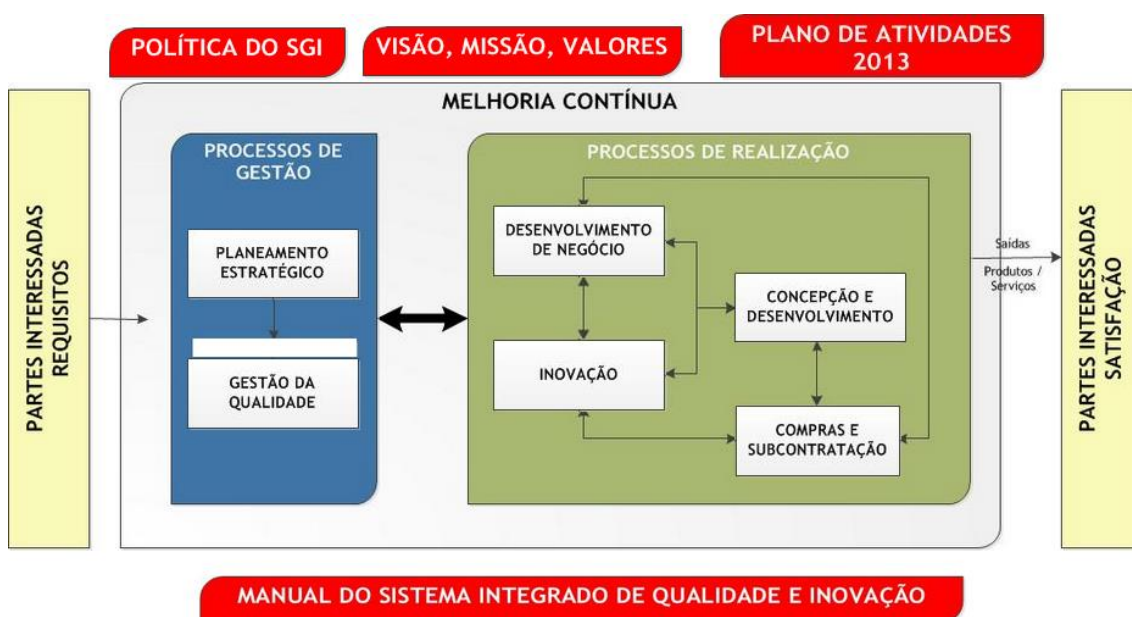 POLÍTICA DO SGI
VISÃO, MISSÃO, VALORES
PLANO DE ATIVIDADES
2013
MELHORIA CONTÍNUA
PARTES INTERESSADAS
REQUISITOS
PROCESSOS DE
GESTÃO
PLANEAMENTO
ESTRATÉGICO
GESTÃO DA
QUALIDADE
PROCESSOS DE REALIZAÇÃO
DESENVOLVIMENTO
DE NEGÓCIO
CONCEPÇÃO E
DESENVOLVIMENTO
INOVAÇÃO
COMPRAS E
SUBCONTRATAÇÃO
Saídas
Produtos /
Serviços
PARTES INTERESSADAS
SATISFAÇÃO
MANUAL DO SISTEMA INTEGRADO DE QUALIDADE E INOVAÇÃO